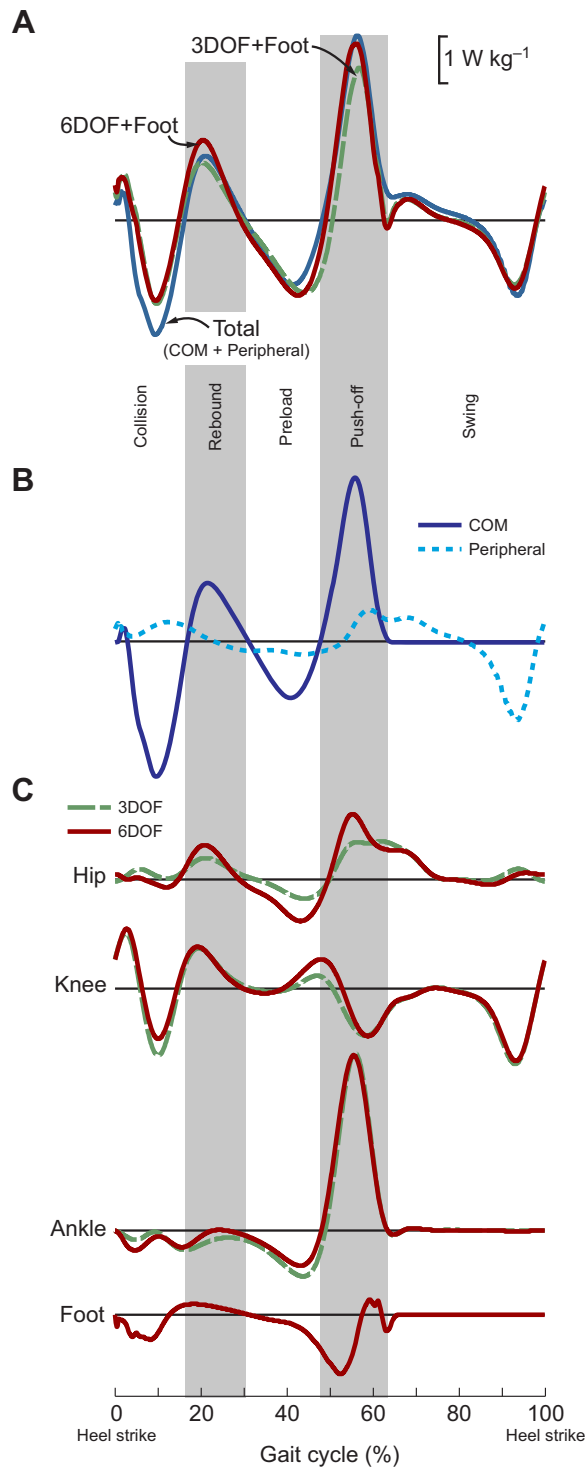 A
3DOF+Foot
1 W kg–1
6DOF+Foot
Total
(COM + Peripheral)
Collision
Rebound
Preload
Push-off
Swing
B
COM
Peripheral
C
3DOF
6DOF
Hip
Knee
Ankle
Foot
0 20 40 60 80 100
Heel strike Heel strike
Gait cycle (%)